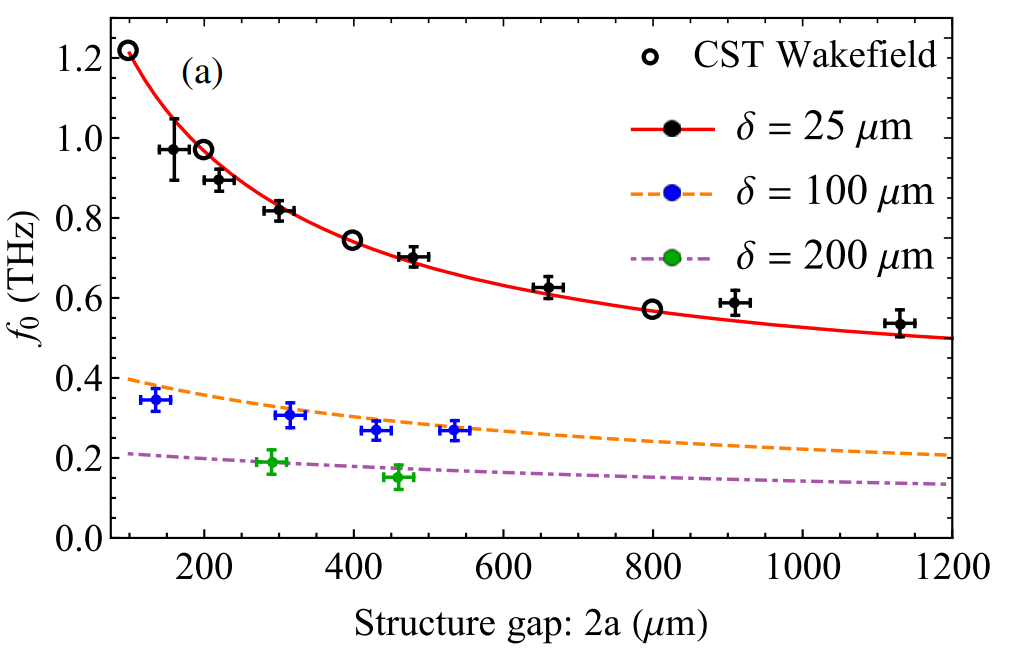 (a)
CST Wakefield
δ = 25 μm
δ = 100 μm
δ = 200 μm
f₀ (THz)
1.2
1.0
0.8
0.6
0.4
0.2
0.0
200 400 600 800 1000 1200
Structure gap: 2a (μm)